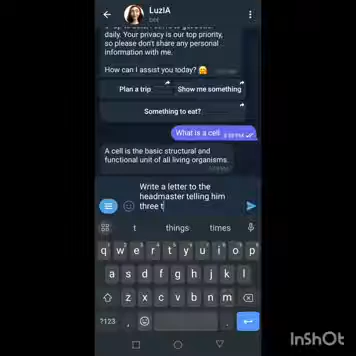 LuzIA
bot
daily. Your privacy is our top priority,
so please don't share any personal
information with me.
How can I assist you today? 🤗
Plan a trip
Show me something
Something to eat?
What is a cell
A cell is the basic structural and
functional unit of all living organisms.
Write a letter to the
headmaster telling him
three t
t things times
q w e r t y u i o p
a s d f g h j k l
z x c v b n m
?123 , .
InShOt